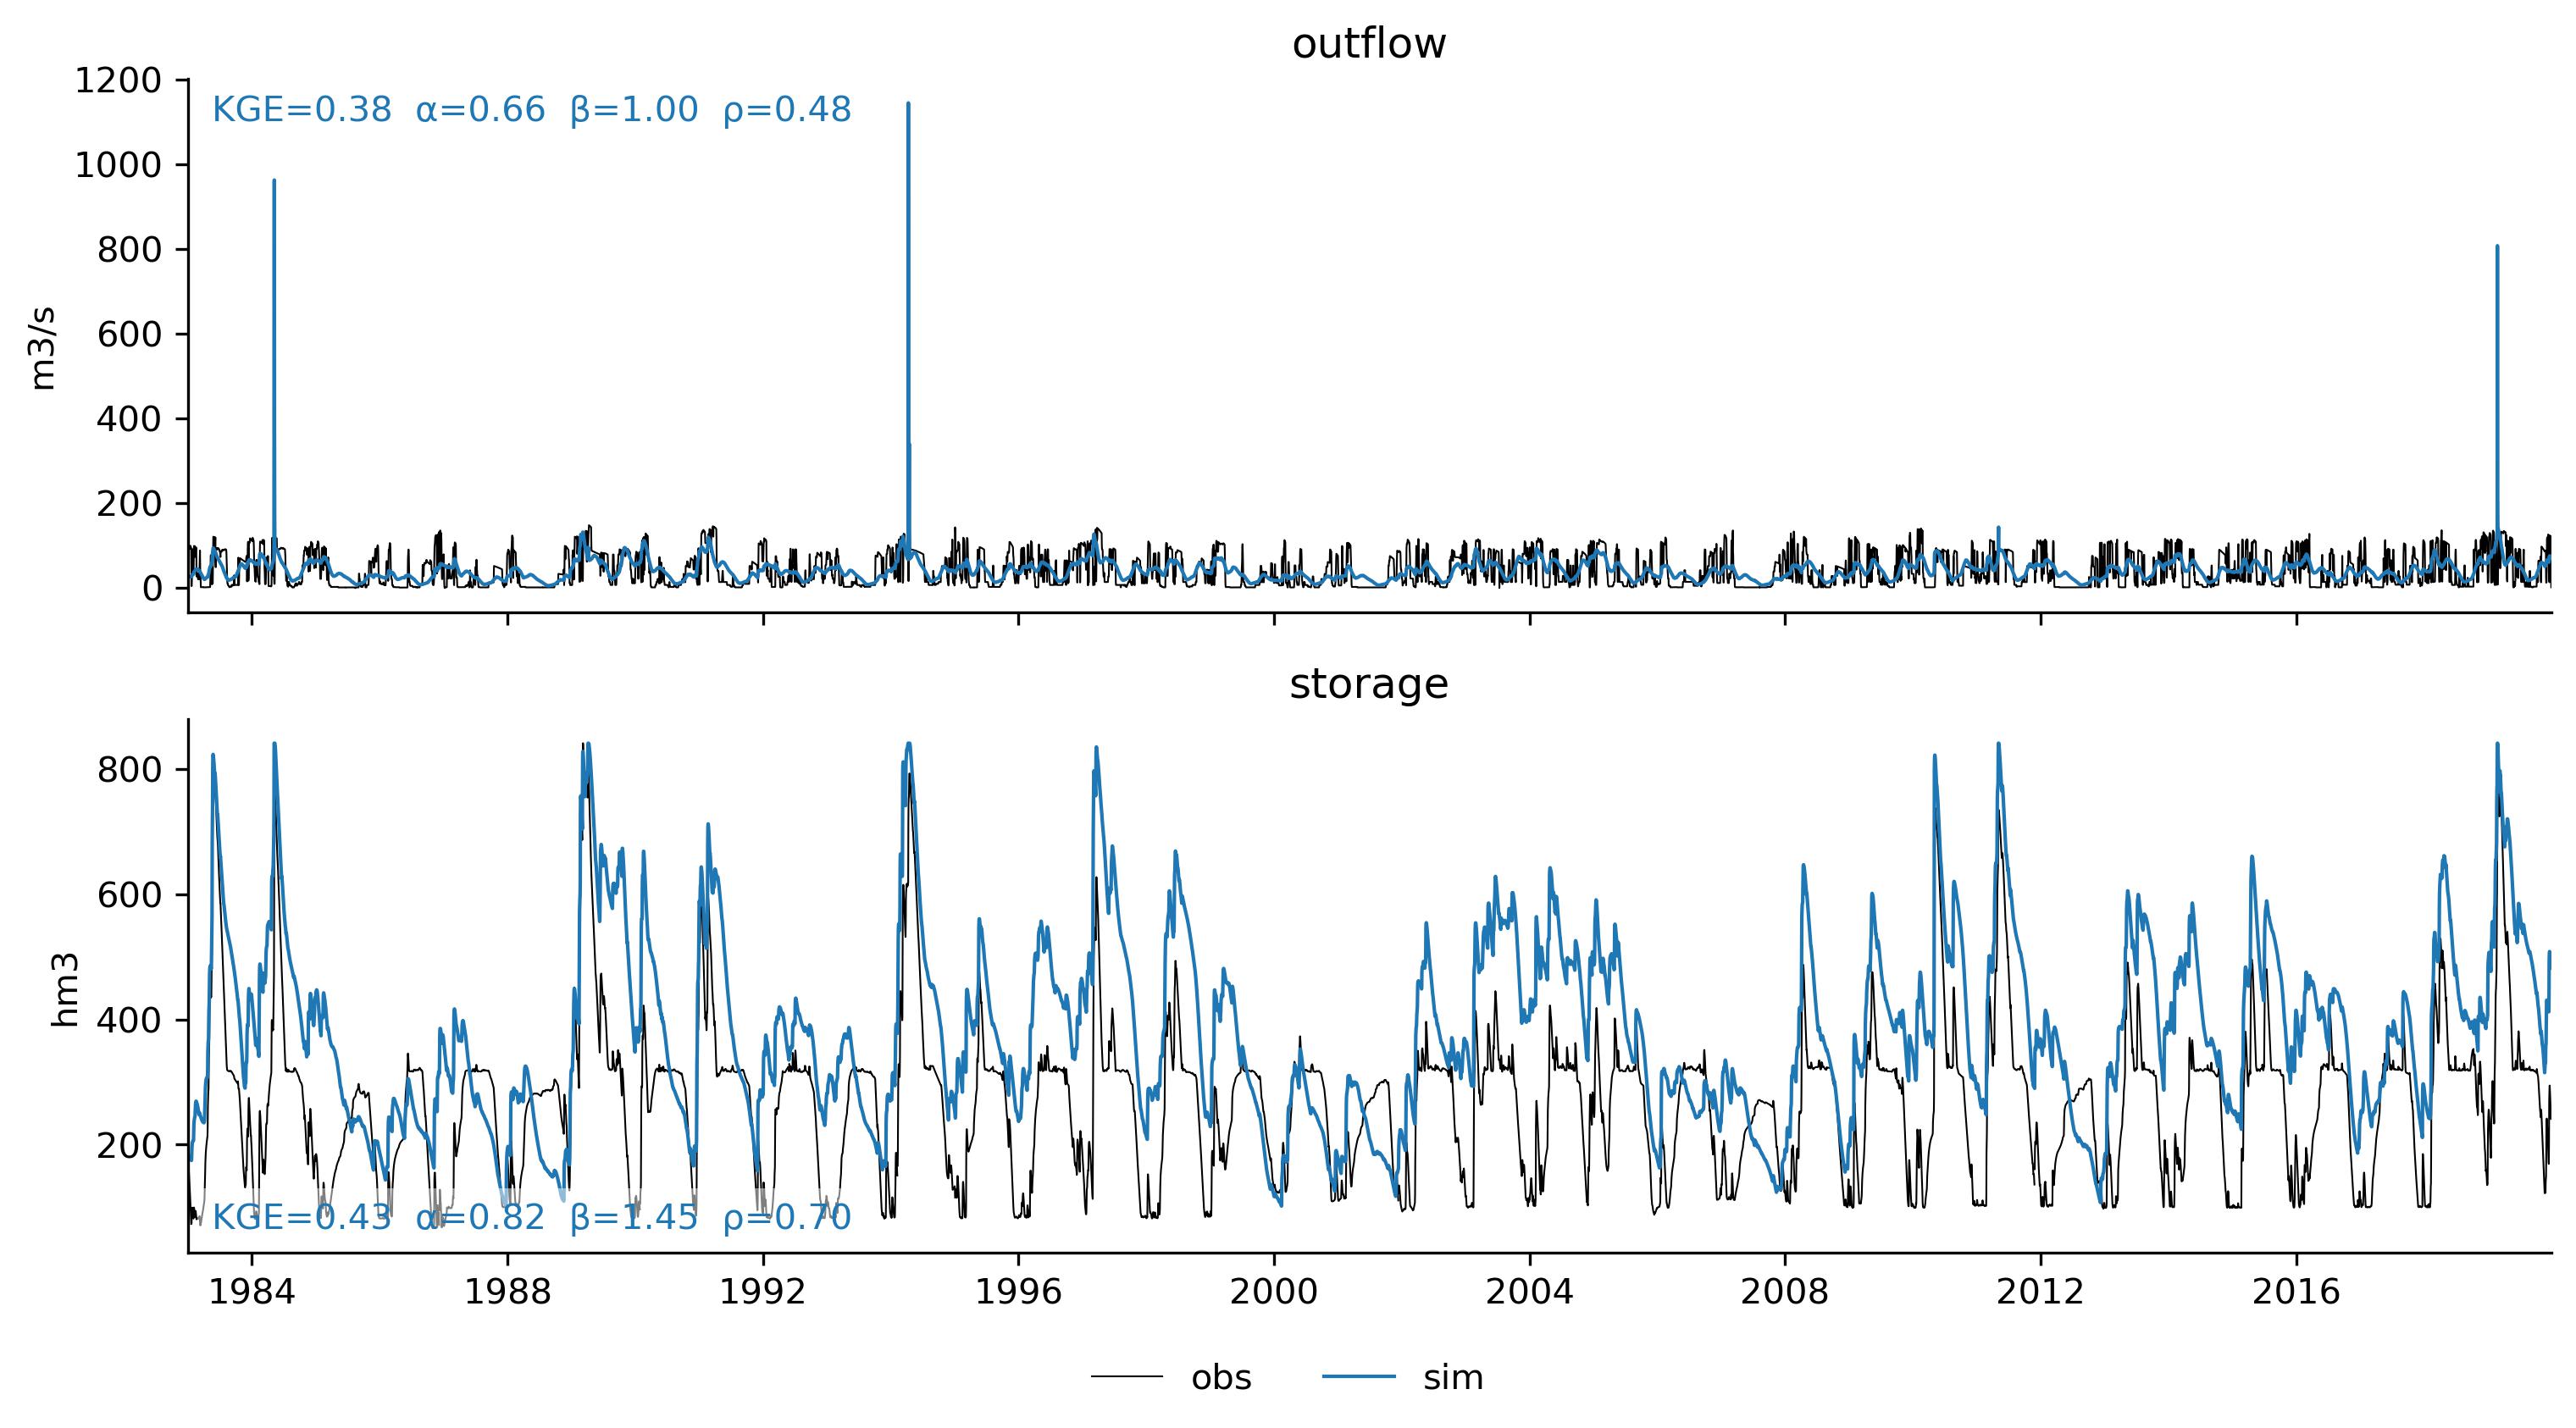 outflow
KGE=0.38 α=0.66 β=1.00 ρ=0.48
m3/s
1200
1000
800
600
400
200
0
storage
hm3
800
600
400
200
KGE=0.43 α=0.82 β=1.45 ρ=0.70
1984 1988 1992 1996 2000 2004 2008 2012 2016
obs sim